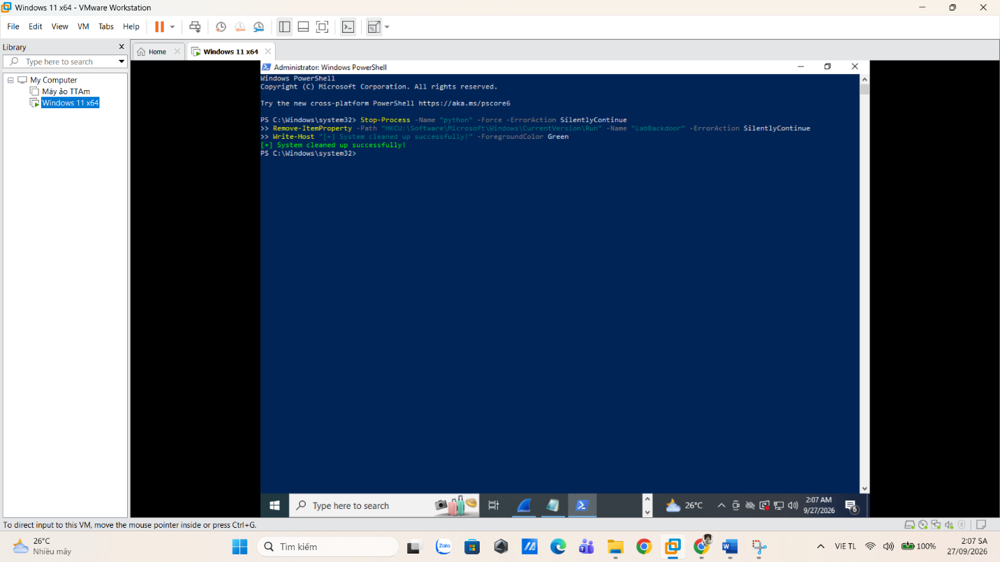 Windows 11 x64 - VMware Workstation
File Edit View VM Tabs Help
Library
Type here to search
My Computer
Máy ảo TTAm
Windows 11 x64
Home
Windows 11 x64
Administrator: Windows PowerShell
Windows PowerShell
Copyright (C) Microsoft Corporation. All rights reserved.
Try the new cross-platform PowerShell https://aka.ms/pscore6
PS C:\Windows\system32> Stop-Process -Name "python" -Force -ErrorAction SilentlyContinue
>> Remove-ItemProperty -Path "HKCU:\Software\Microsoft\Windows\CurrentVersion\Run" -Name "LabBackdoor" -ErrorAction SilentlyContinue
>> Write-Host "[+] System cleaned up successfully!" -ForegroundColor Green
[+] System cleaned up successfully!
PS C:\Windows\system32>
Type here to search
26°C
2:07 AM
9/27/2026
6
To direct input to this VM, move the mouse pointer inside or press Ctrl+G.
26°C
Nhiều mây
Tìm kiếm
Zalo
VIE TL
100%
2:07 SA
27/09/2026